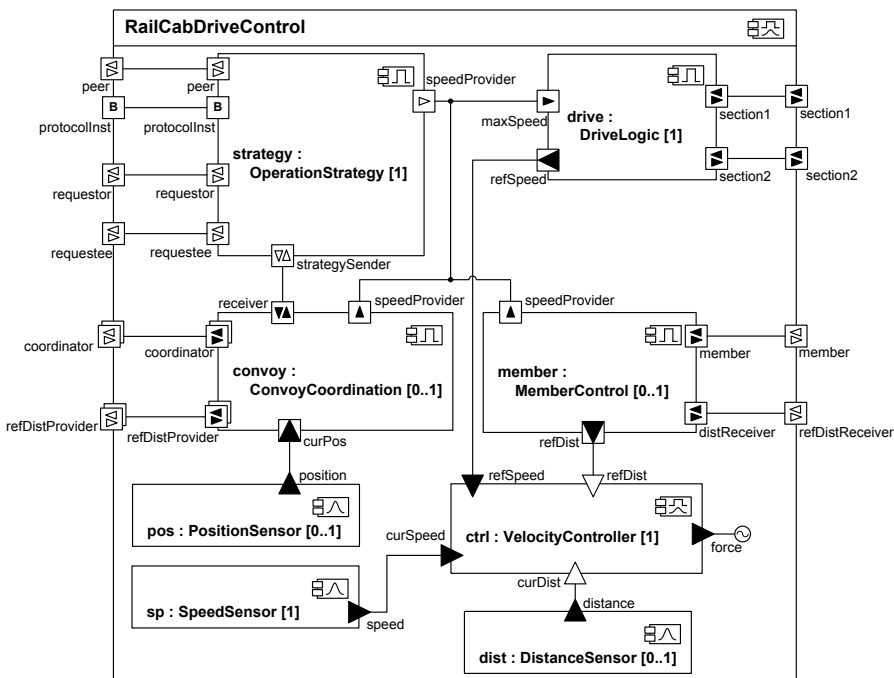 RailCabDriveControl
peer
peer
speedProvider
B
B
protocolInst
protocolInst
maxSpeed
drive :
DriveLogic [1]
section1
section1
strategy :
OperationStrategy [1]
refSpeed
requestor
requestor
section2
section2
requestee
requestee
strategySender
receiver
speedProvider
speedProvider
coordinator
coordinator
member
member
convoy :
ConvoyCoordination [0..1]
member :
MemberControl [0..1]
refDistProvider
refDistProvider
curPos
refDist
distReceiver
refDistReceiver
position
refSpeed
refDist
pos : PositionSensor [0..1]
curSpeed
ctrl : VelocityController [1]
force
curDist
sp : SpeedSensor [1]
speed
distance
dist : DistanceSensor [0..1]